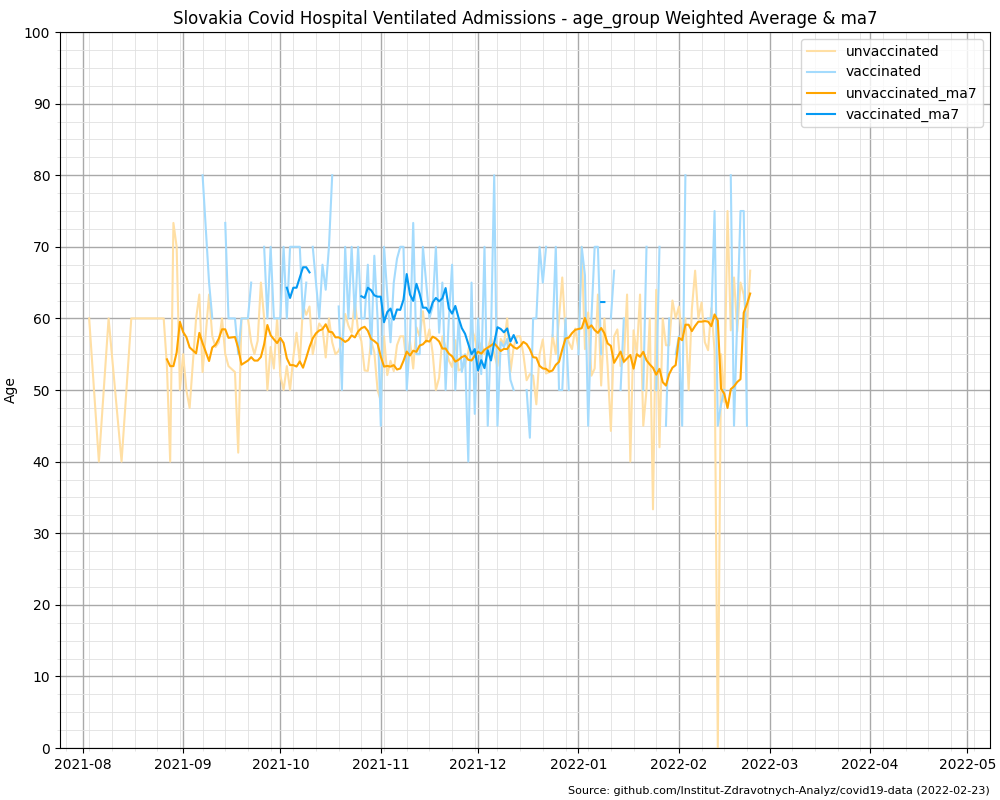 Slovakia Covid Hospital Ventilated Admissions - age_group Weighted Average & ma7
unvaccinated
vaccinated
unvaccinated_ma7
vaccinated_ma7
Age
100
90
80
70
60
50
40
30
20
10
0
2021-08 2021-09 2021-10 2021-11 2021-12 2022-01 2022-02 2022-03 2022-04 2022-05
Source: github.com/Institut-Zdravotnych-Analyz/covid19-data (2022-02-23)